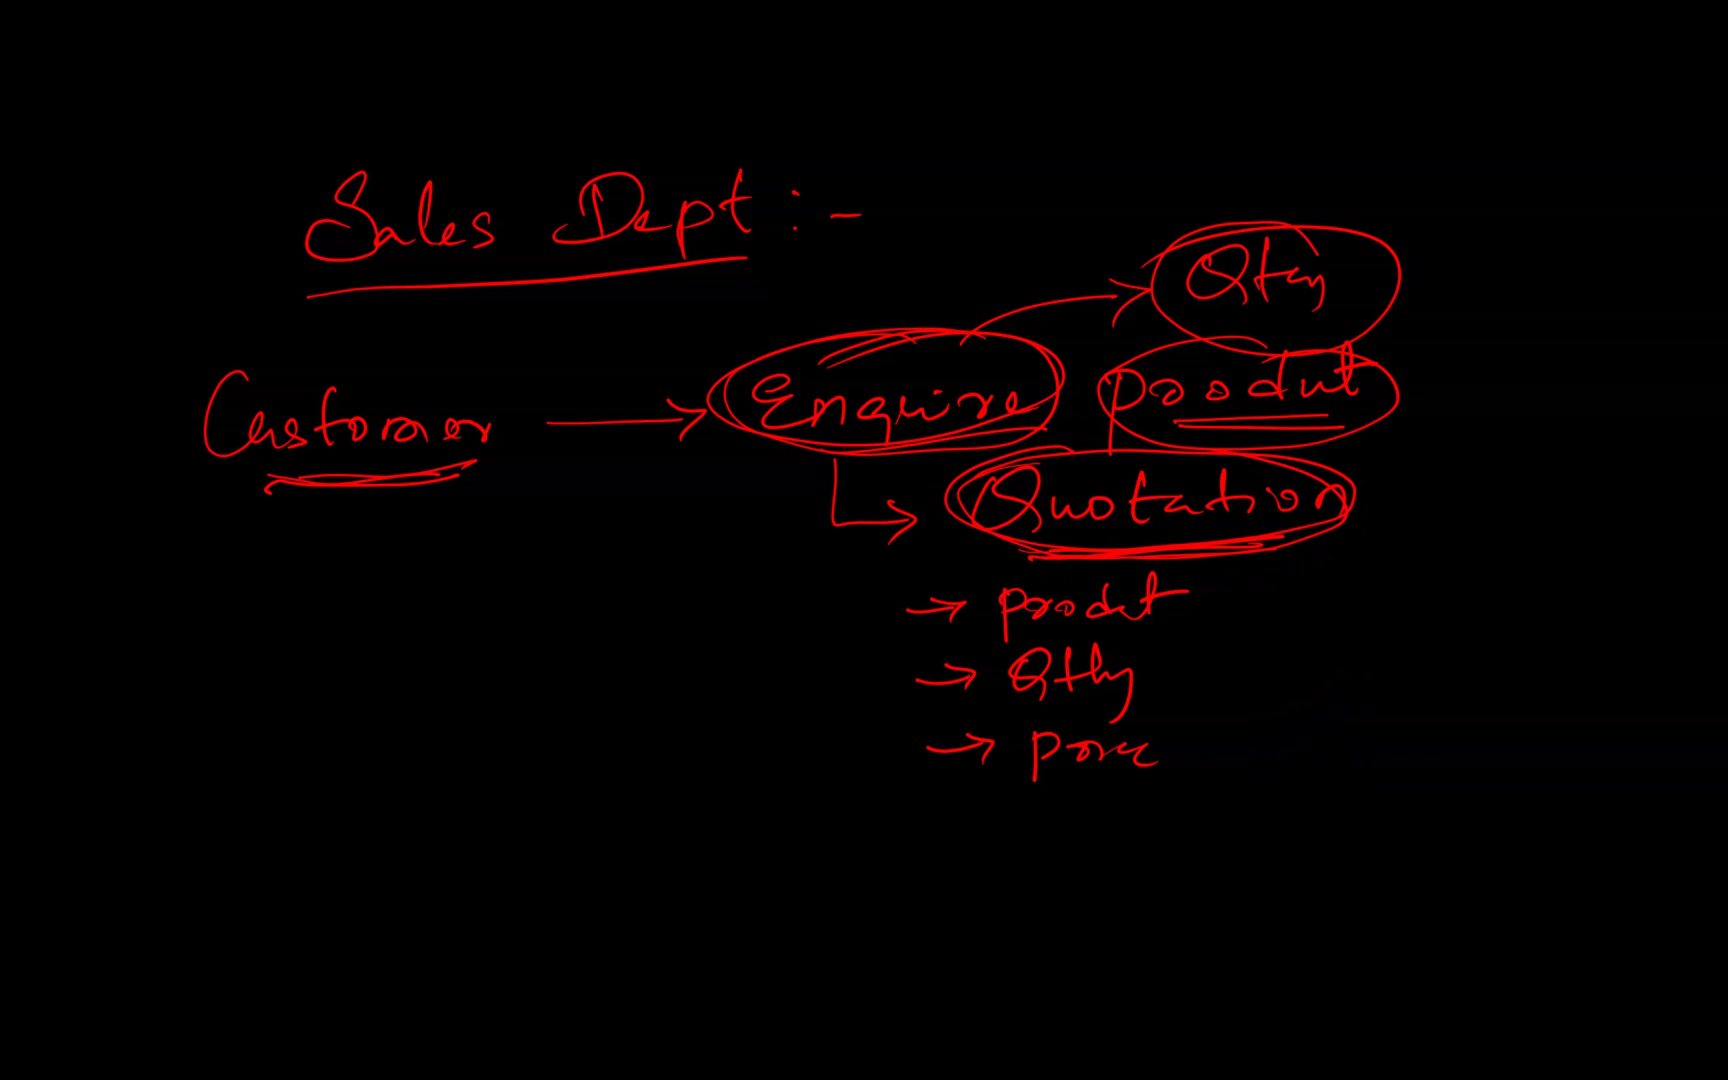 Sales Dept :-
Qty
Customer → Enquire product
Quotation
→ product
→ Qty
→ price